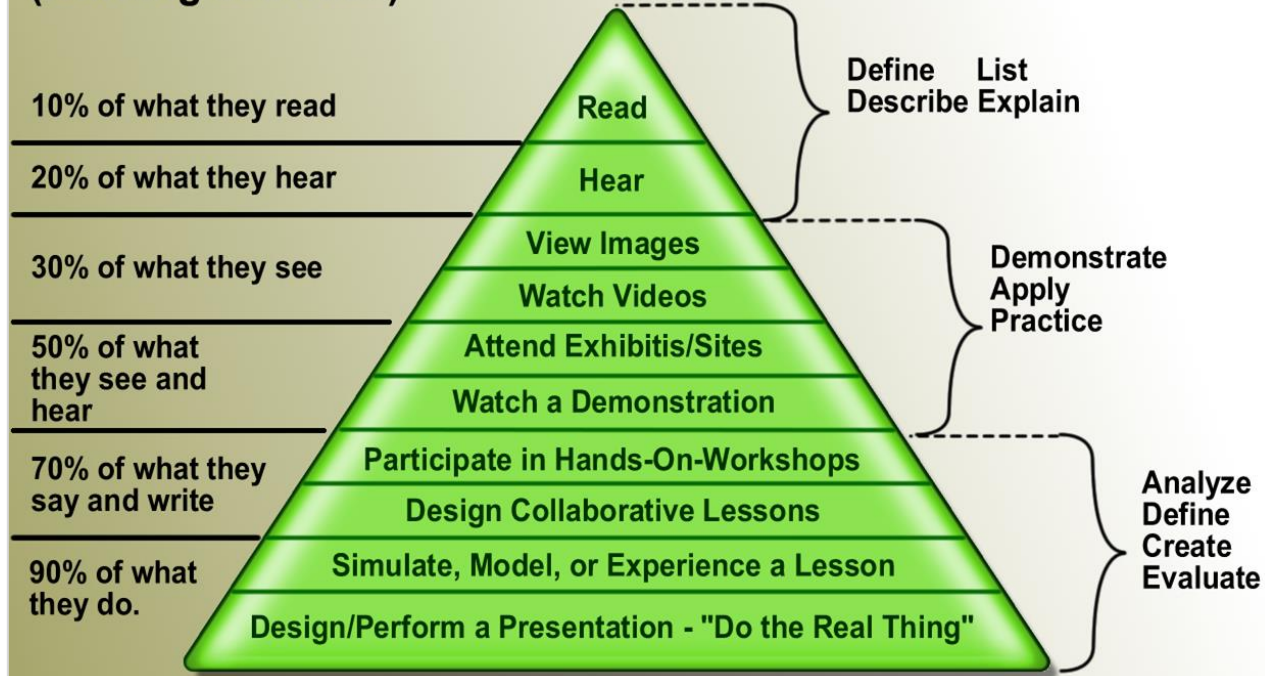 10% of what they read
20% of what they hear
30% of what they see
50% of what
they see and
hear
70% of what they
say and write
90% of what
they do.
Read
Hear
View Images
Watch Videos
Attend Exhibitis/Sites
Watch a Demonstration
Participate in Hands-On-Workshops
Design Collaborative Lessons
Simulate, Model, or Experience a Lesson
Design/Perform a Presentation - "Do the Real Thing"
Define List
Describe Explain
Demonstrate
Apply
Practice
Analyze
Define
Create
Evaluate